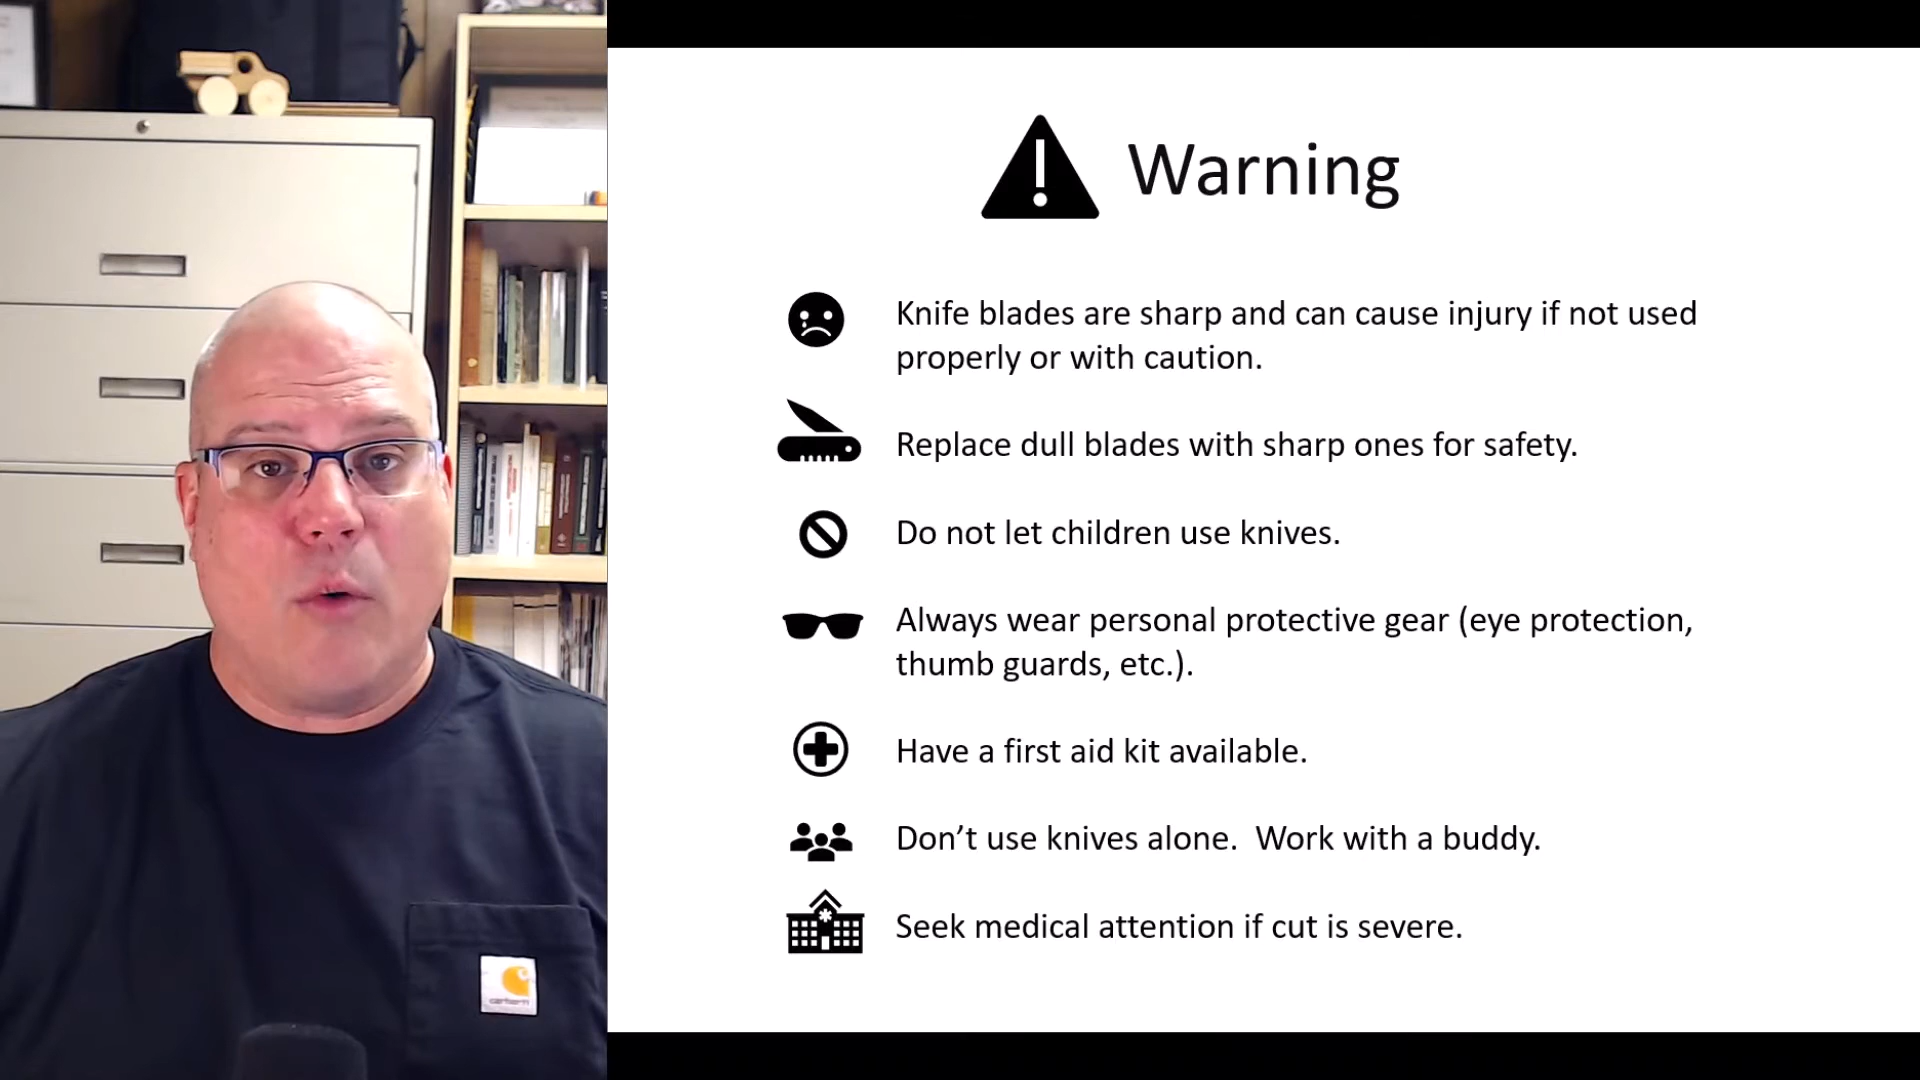 Warning
Knife blades are sharp and can cause injury if not used
properly or with caution.
Replace dull blades with sharp ones for safety.
Do not let children use knives.
Always wear personal protective gear (eye protection,
thumb guards, etc.).
Have a first aid kit available.
Don’t use knives alone.  Work with a buddy.
Seek medical attention if cut is severe.
carhartt